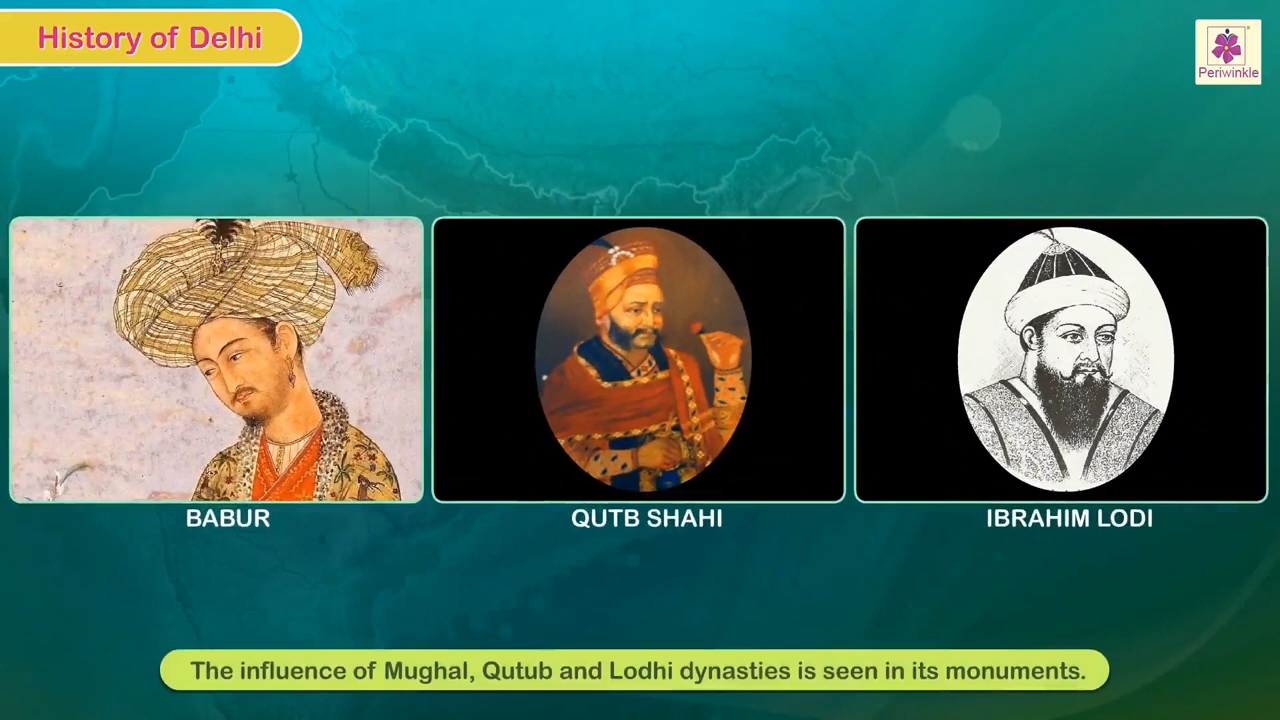 History of Delhi
Periwinkle
BABUR
QUTB SHAHI
IBRAHIM LODI
The influence of Mughal, Qutub and Lodhi dynasties is seen in its monuments.